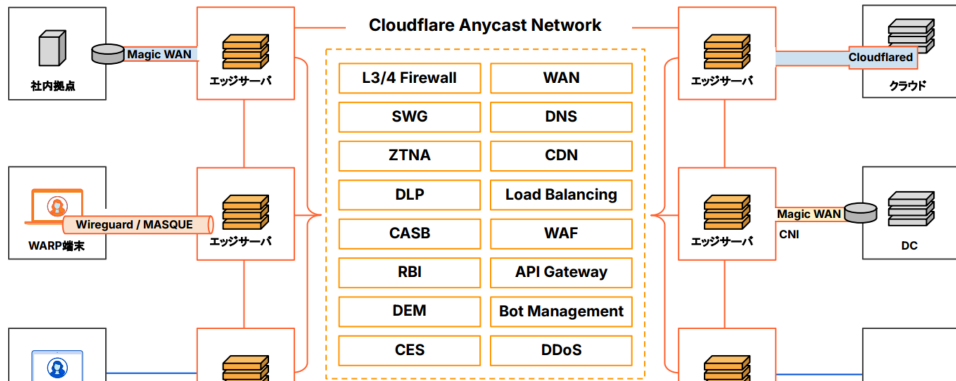 Cloudflare Anycast Network
社内拠点
Magic WAN
エッジサーバ
L3/4 Firewall
WAN
SWG
DNS
ZTNA
CDN
DLP
Load Balancing
CASB
WAF
RBI
API Gateway
DEM
Bot Management
CES
DDoS
エッジサーバ
Cloudflared
クラウド
WARP端末
Wireguard / MASQUE
エッジサーバ
エッジサーバ
Magic WAN
CNI
DC